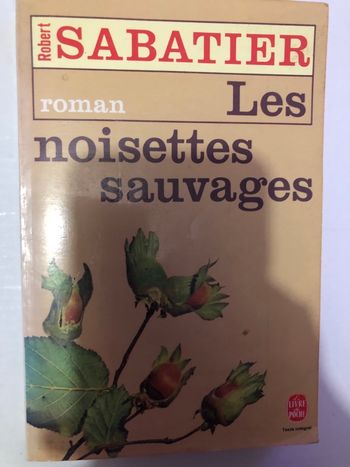 Robert
SABATIER
roman
Les
noisettes
sauvages
LE LIVRE
DE POCHE
Texte intégral